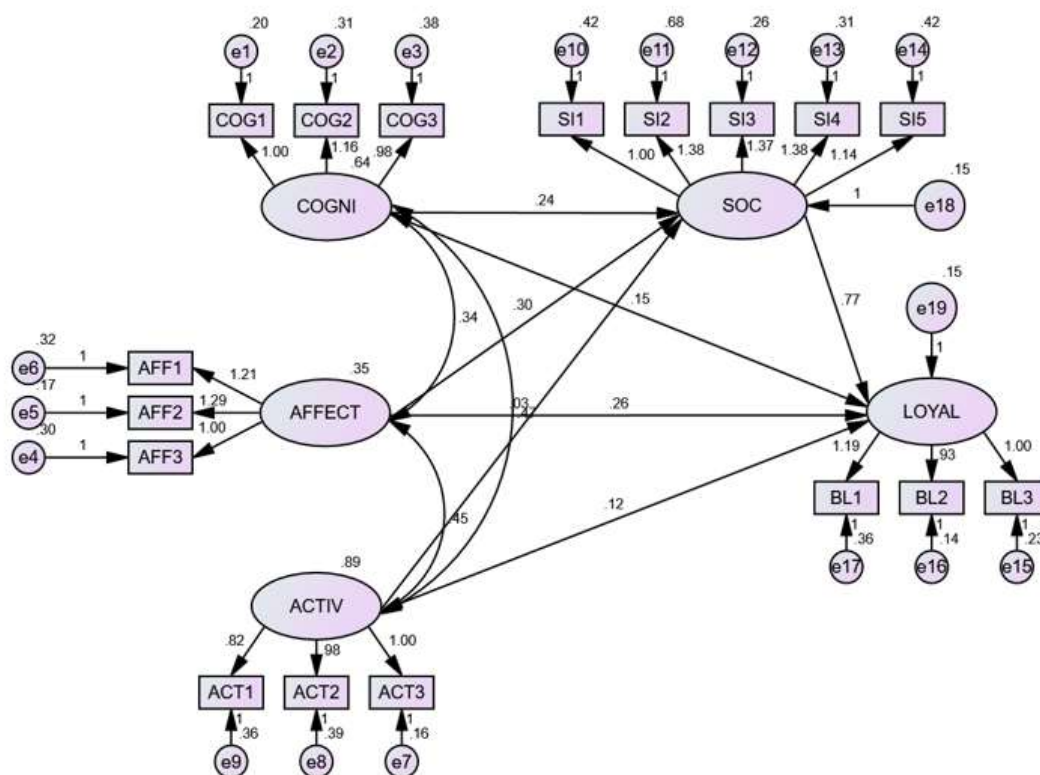 .20 .31 .38 .42 .68 .26 .31 .42
e1 e2 e3 e10 e11 e12 e13 e14
1 1 1 1 1 1 1 1
COG1 COG2 COG3 SI1 SI2 SI3 SI4 SI5
1.00 1.16 .98 1.00 1.38 1.37 1.38 1.14
.64 .15
COGNI .24 SOC 1 e18
.15
.34 .30 .15 .77 e19
.32 1
e6 1 AFF1 1.21 .35
.17
e5 1 AFF2 1.29 AFFECT .03 .26 LOYAL
.30 1.00
e4 1 AFF3 1.19 .93 1.00
BL1 BL2 BL3
.45 .12 1 1 1
.89 .36 .14 .23
ACTIV e17 e16 e15
.82 .98 1.00
ACT1 ACT2 ACT3
1 1 1
.36 .39 .16
e9 e8 e7